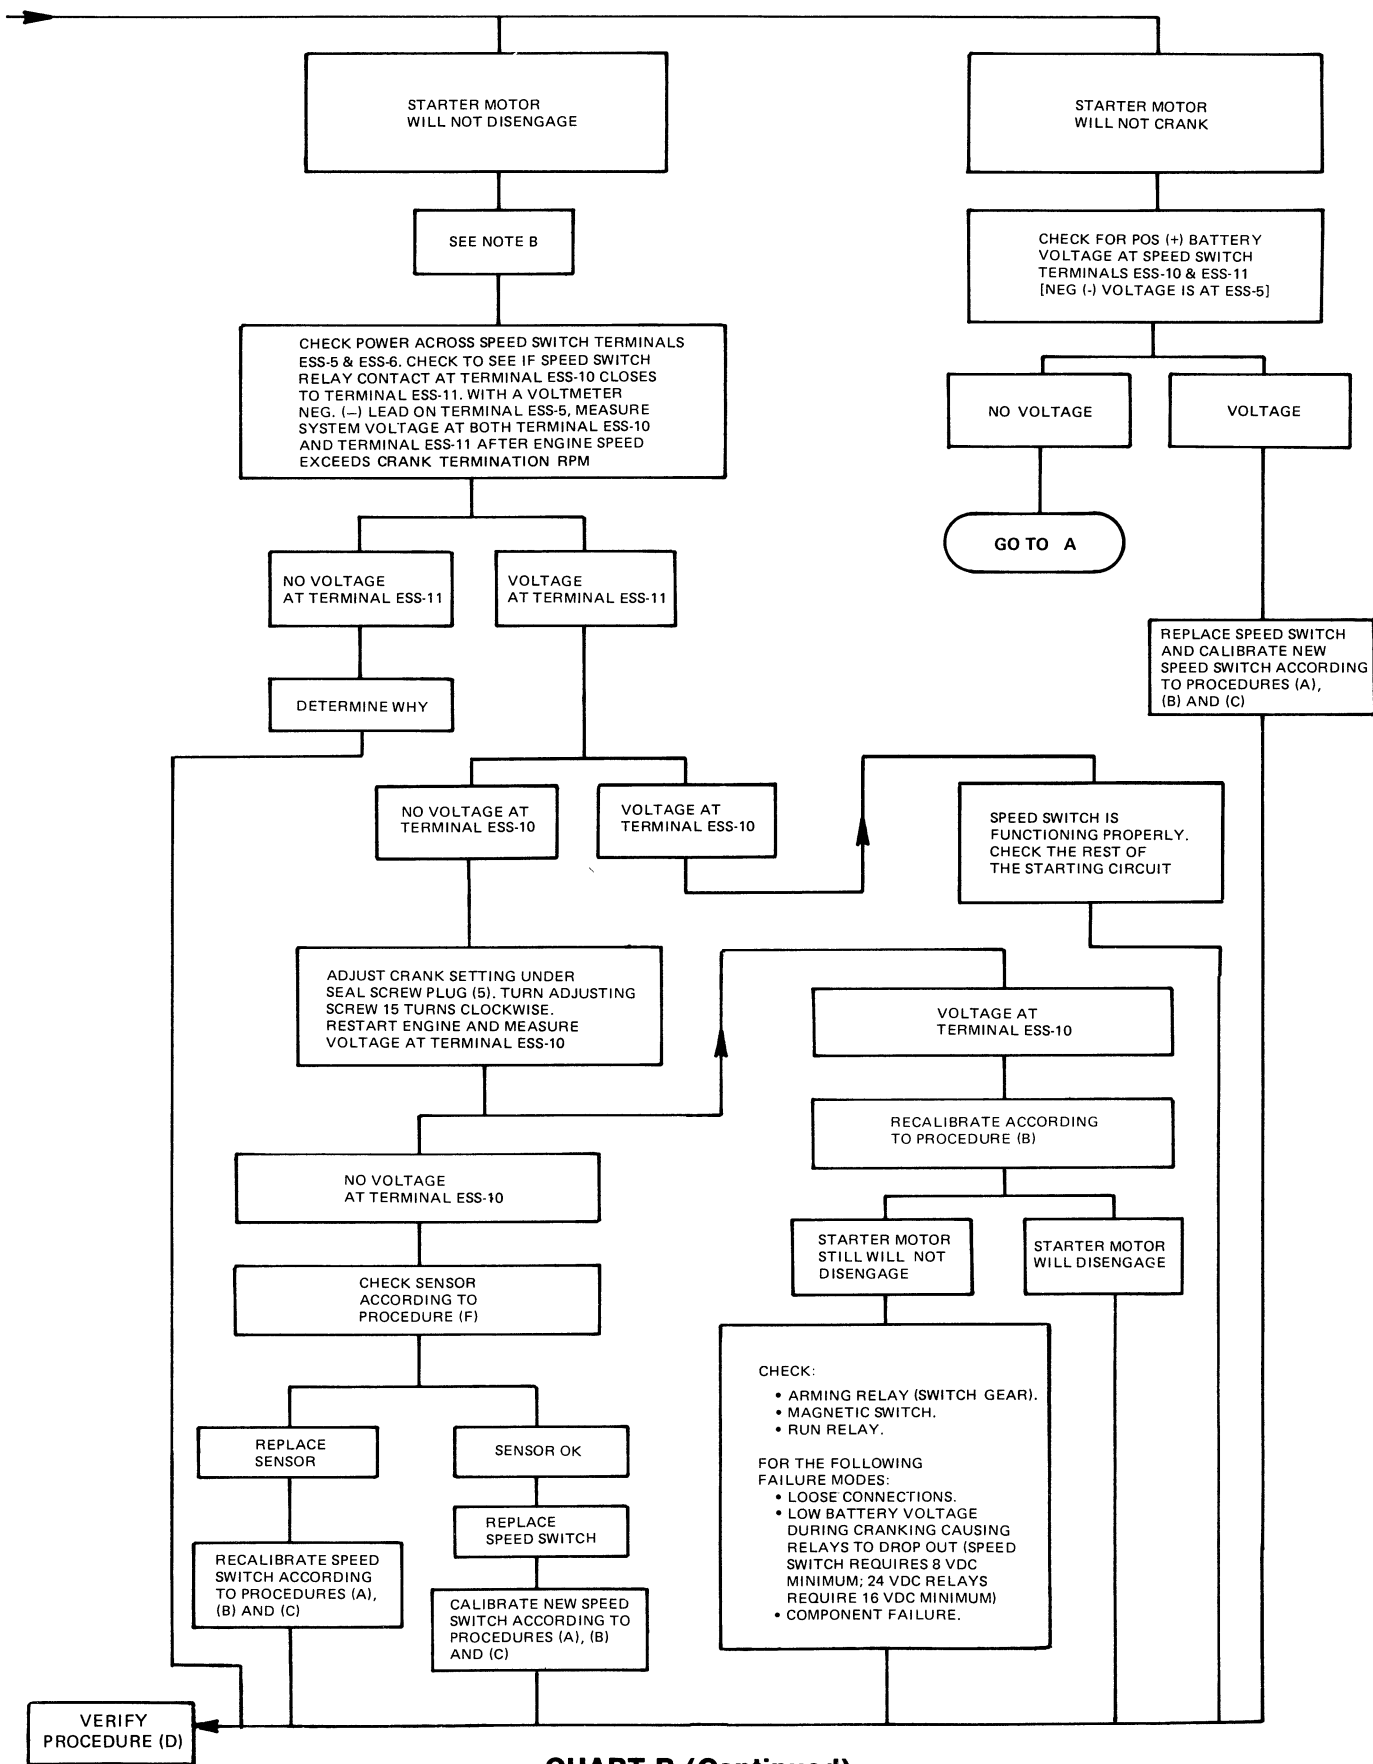 STARTER MOTOR
WILL NOT DISENGAGE
STARTER MOTOR
WILL NOT CRANK
SEE NOTE B
CHECK FOR POS (+) BATTERY
VOLTAGE AT SPEED SWITCH
TERMINALS ESS-10 & ESS-11
[NEG (-) VOLTAGE IS AT ESS-5]
CHECK POWER ACROSS SPEED SWITCH TERMINALS
ESS-5 & ESS-6. CHECK TO SEE IF SPEED SWITCH
RELAY CONTACT AT TERMINAL ESS-10 CLOSES
TO TERMINAL ESS-11. WITH A VOLTMETER
NEG. (–) LEAD ON TERMINAL ESS-5, MEASURE
SYSTEM VOLTAGE AT BOTH TERMINAL ESS-10
AND TERMINAL ESS-11 AFTER ENGINE SPEED
EXCEEDS CRANK TERMINATION RPM
NO VOLTAGE
VOLTAGE
GO TO A
NO VOLTAGE
AT TERMINAL ESS-11
VOLTAGE
AT TERMINAL ESS-11
REPLACE SPEED SWITCH
AND CALIBRATE NEW
SPEED SWITCH ACCORDING
TO PROCEDURES (A),
(B) AND (C)
DETERMINE WHY
NO VOLTAGE AT
TERMINAL ESS-10
VOLTAGE AT
TERMINAL ESS-10
SPEED SWITCH IS
FUNCTIONING PROPERLY.
CHECK THE REST OF
THE STARTING CIRCUIT
ADJUST CRANK SETTING UNDER
SEAL SCREW PLUG (5). TURN ADJUSTING
SCREW 15 TURNS CLOCKWISE.
RESTART ENGINE AND MEASURE
VOLTAGE AT TERMINAL ESS-10
VOLTAGE AT
TERMINAL ESS-10
RECALIBRATE ACCORDING
TO PROCEDURE (B)
NO VOLTAGE
AT TERMINAL ESS-10
STARTER MOTOR
STILL WILL NOT
DISENGAGE
STARTER MOTOR
WILL DISENGAGE
CHECK SENSOR
ACCORDING TO
PROCEDURE (F)
CHECK:
• ARMING RELAY (SWITCH GEAR).
• MAGNETIC SWITCH.
• RUN RELAY.
FOR THE FOLLOWING
FAILURE MODES:
• LOOSE CONNECTIONS.
• LOW BATTERY VOLTAGE
DURING CRANKING CAUSING
RELAYS TO DROP OUT (SPEED
SWITCH REQUIRES 8 VDC
MINIMUM; 24 VDC RELAYS
REQUIRE 16 VDC MINIMUM)
• COMPONENT FAILURE.
REPLACE
SENSOR
SENSOR OK
REPLACE
SPEED SWITCH
RECALIBRATE SPEED
SWITCH ACCORDING
TO PROCEDURES (A),
(B) AND (C)
CALIBRATE NEW SPEED
SWITCH ACCORDING TO
PROCEDURES (A), (B)
AND (C)
VERIFY
PROCEDURE (D)
CHART B (Continued)